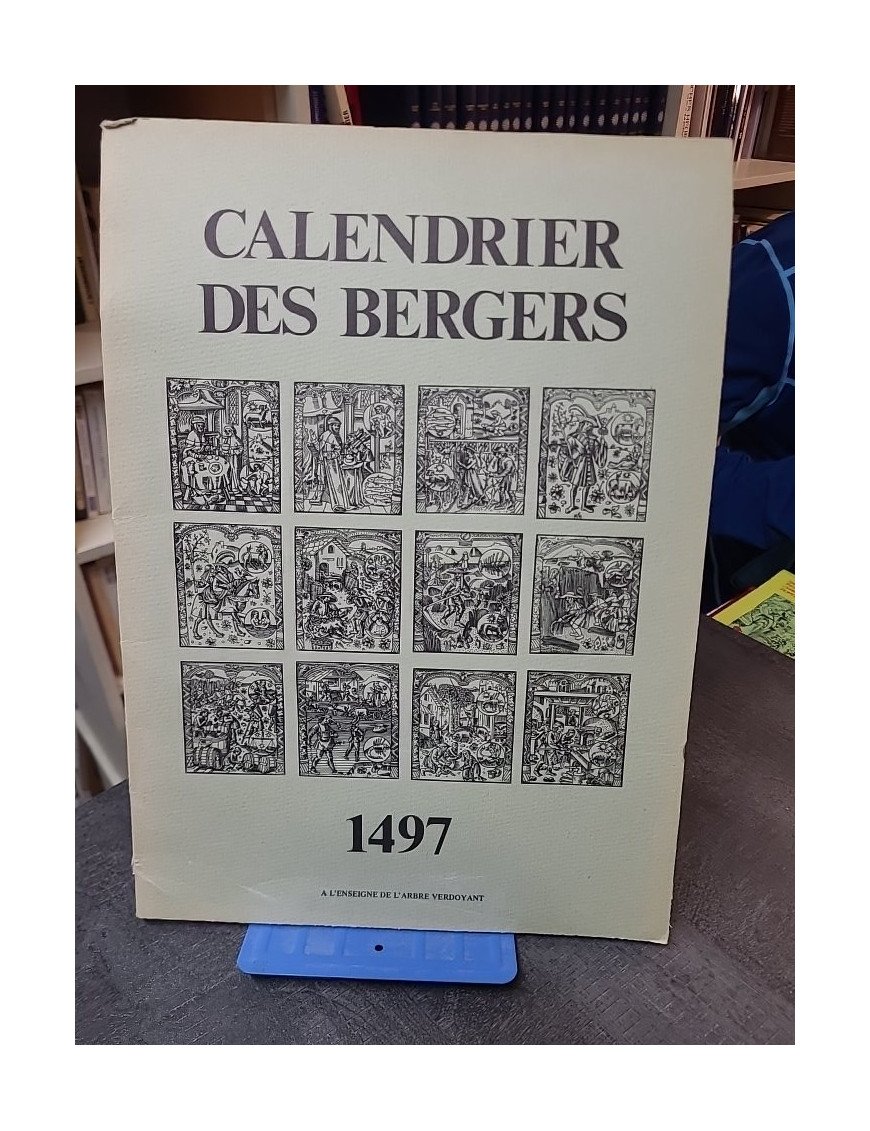 CALENDRIER
DES BERGERS
1497
A L'ENSEIGNE DE L'ARBRE VERDOYANT